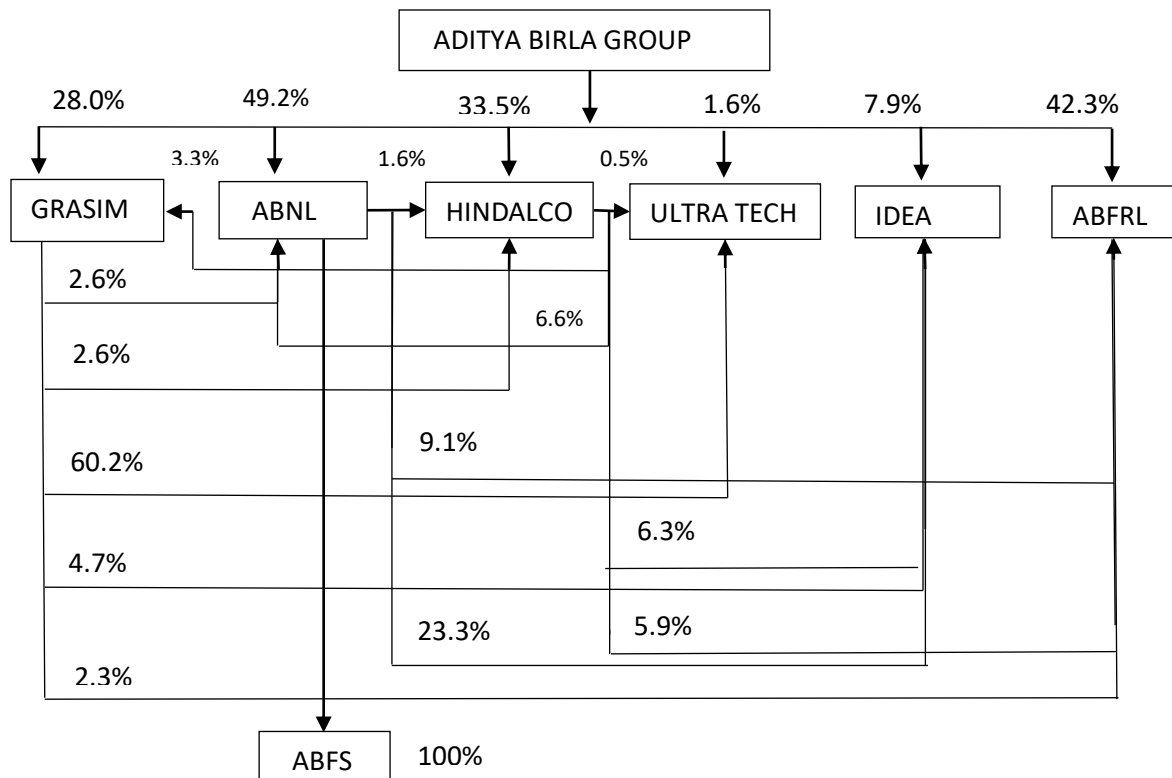 ADITYA BIRLA GROUP
28.0% 49.2% 33.5% 1.6% 7.9% 42.3%
3.3% 1.6% 0.5%
GRASIM ABNL HINDALCO ULTRA TECH IDEA ABFRL
2.6%
6.6%
2.6%
9.1%
60.2%
6.3%
4.7%
23.3% 5.9%
2.3%
ABFS 100%